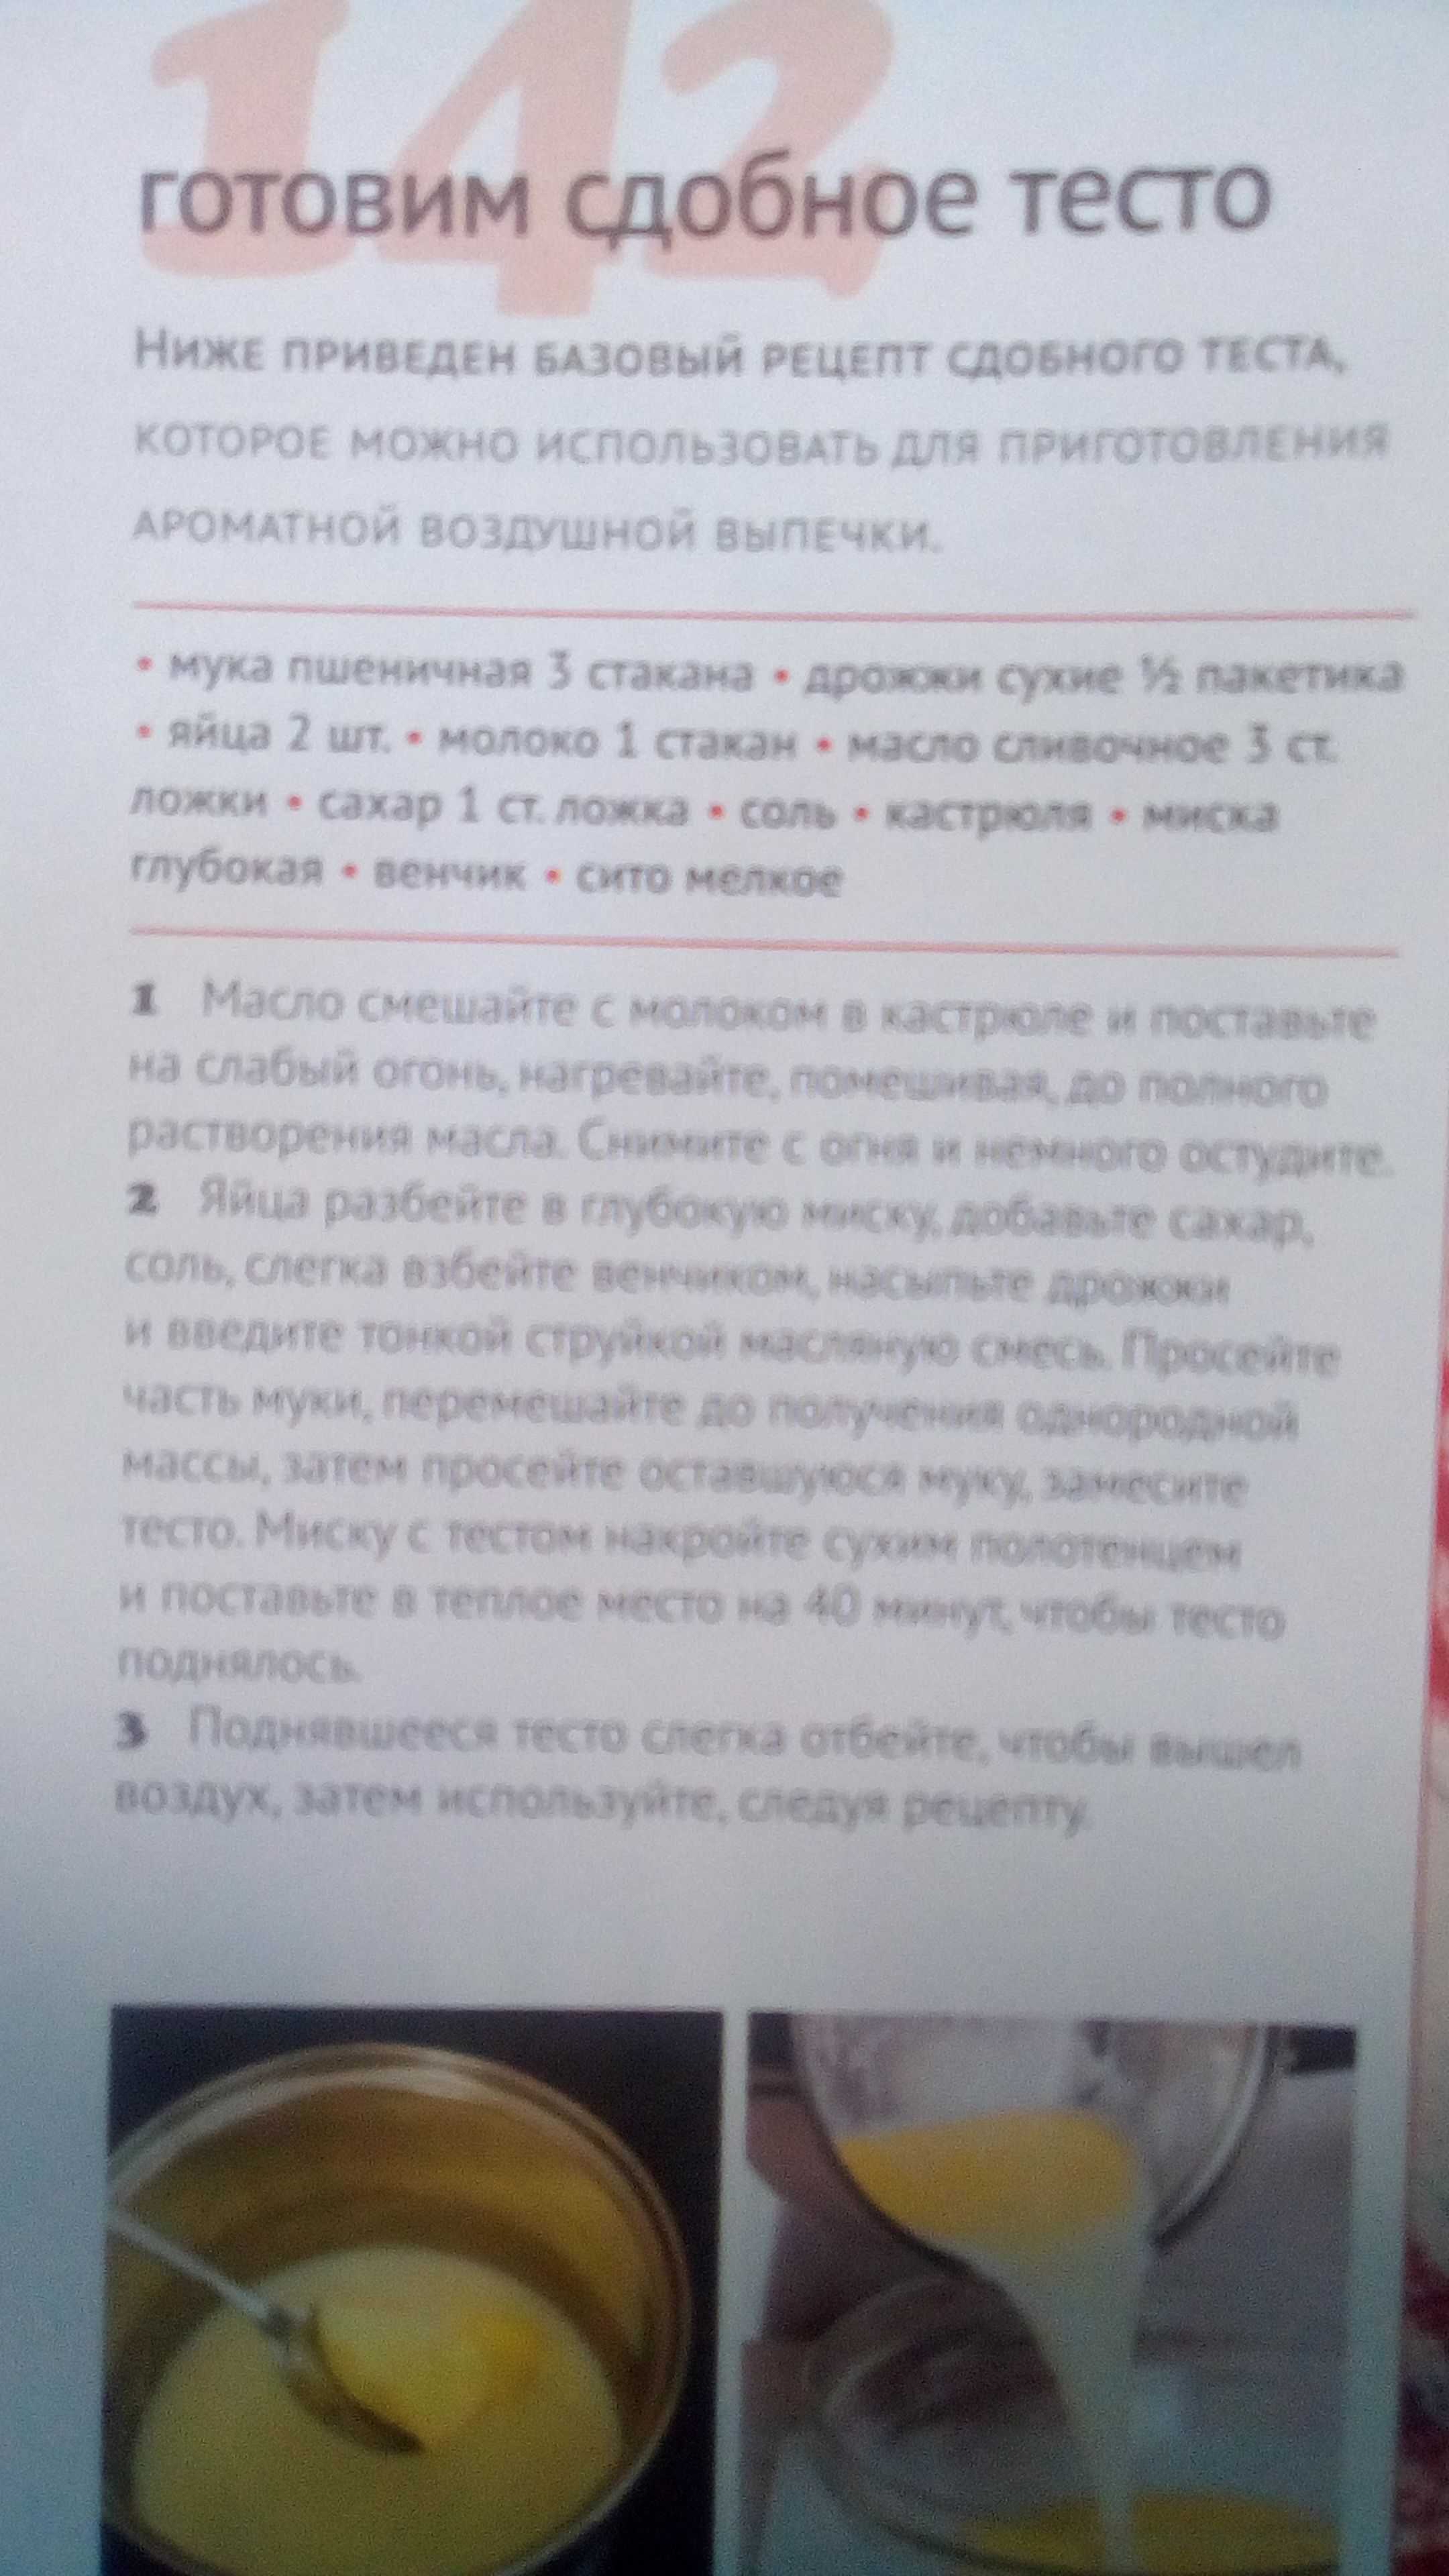 142
готовим сдобное тесто
Ниже приведен базовый рецепт сдобного теста,
которое можно использовать для приготовления
ароматной воздушной выпечки.
• мука пшеничная 3 стакана • дрожжи сухие ½ пакетика
• яйца 2 шт. • молоко 1 стакан • масло сливочное 3 ст.
ложки • сахар 1 ст. ложка • соль • кастрюля • миска
глубокая • венчик • сито мелкое
1 Масло смешайте с молоком в кастрюле и поставьте
на слабый огонь, нагревайте, помешивая, до полного
растворения масла. Снимите с огня и немного остудите.
2 Яйца разбейте в глубокую миску, добавьте сахар,
соль, слегка взбейте венчиком, насыпьте дрожжи
и введите тонкой струйкой масляную смесь. Просейте
часть муки, перемешайте до получения однородной
массы, затем просейте оставшуюся муку, замесите
тесто. Миску с тестом накройте сухим полотенцем
и поставьте в теплое место на 40 минут, чтобы тесто
поднялось.
3 Поднявшееся тесто слегка отбейте, чтобы вышел
воздух, затем используйте, следуя рецепту.